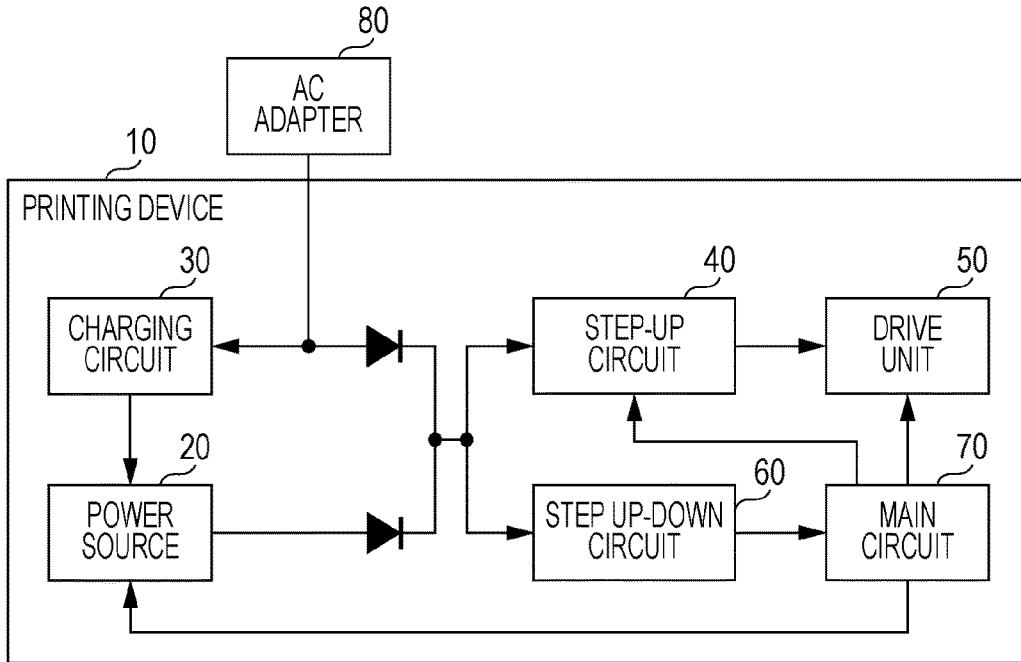 80
AC
ADAPTER
10
PRINTING DEVICE
30
CHARGING
CIRCUIT
40
STEP-UP
CIRCUIT
50
DRIVE
UNIT
20
POWER
SOURCE
60
STEP UP-DOWN
CIRCUIT
70
MAIN
CIRCUIT